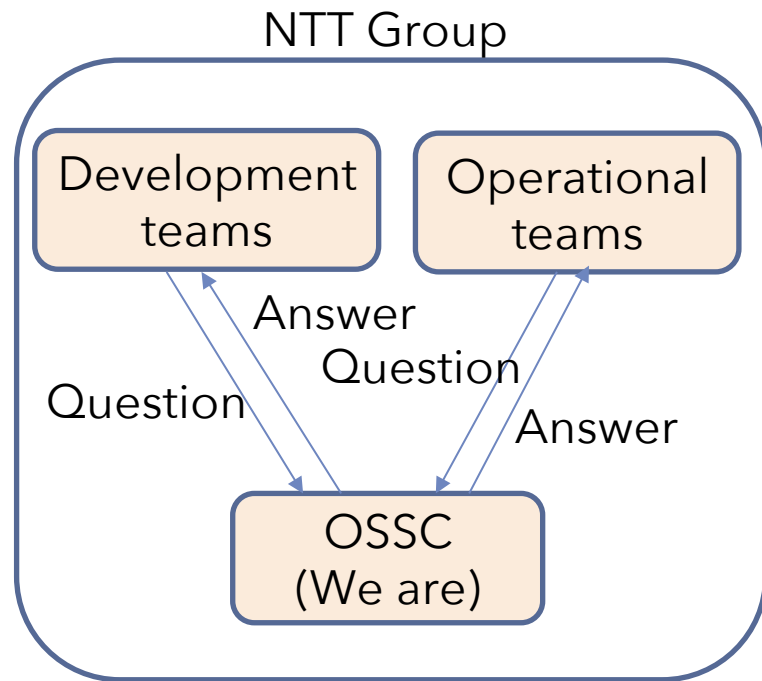 NTT Group
Development
teams
Operational
teams
Answer
Question
Question
Answer
OSSC
(We are)